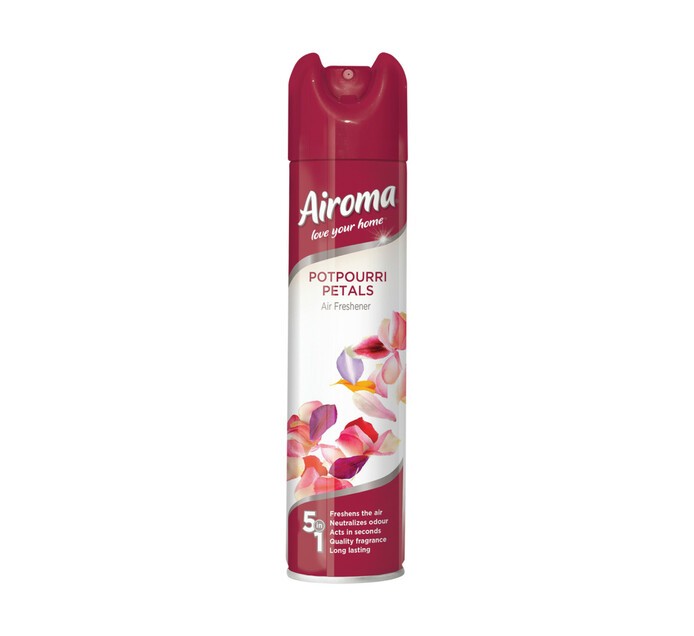 Airoma
love your home
POTPOURRI
PETALS
Air Freshener
5 in 1
Freshens the air
Neutralizes odour
Acts in seconds
Quality fragrance
Long lasting